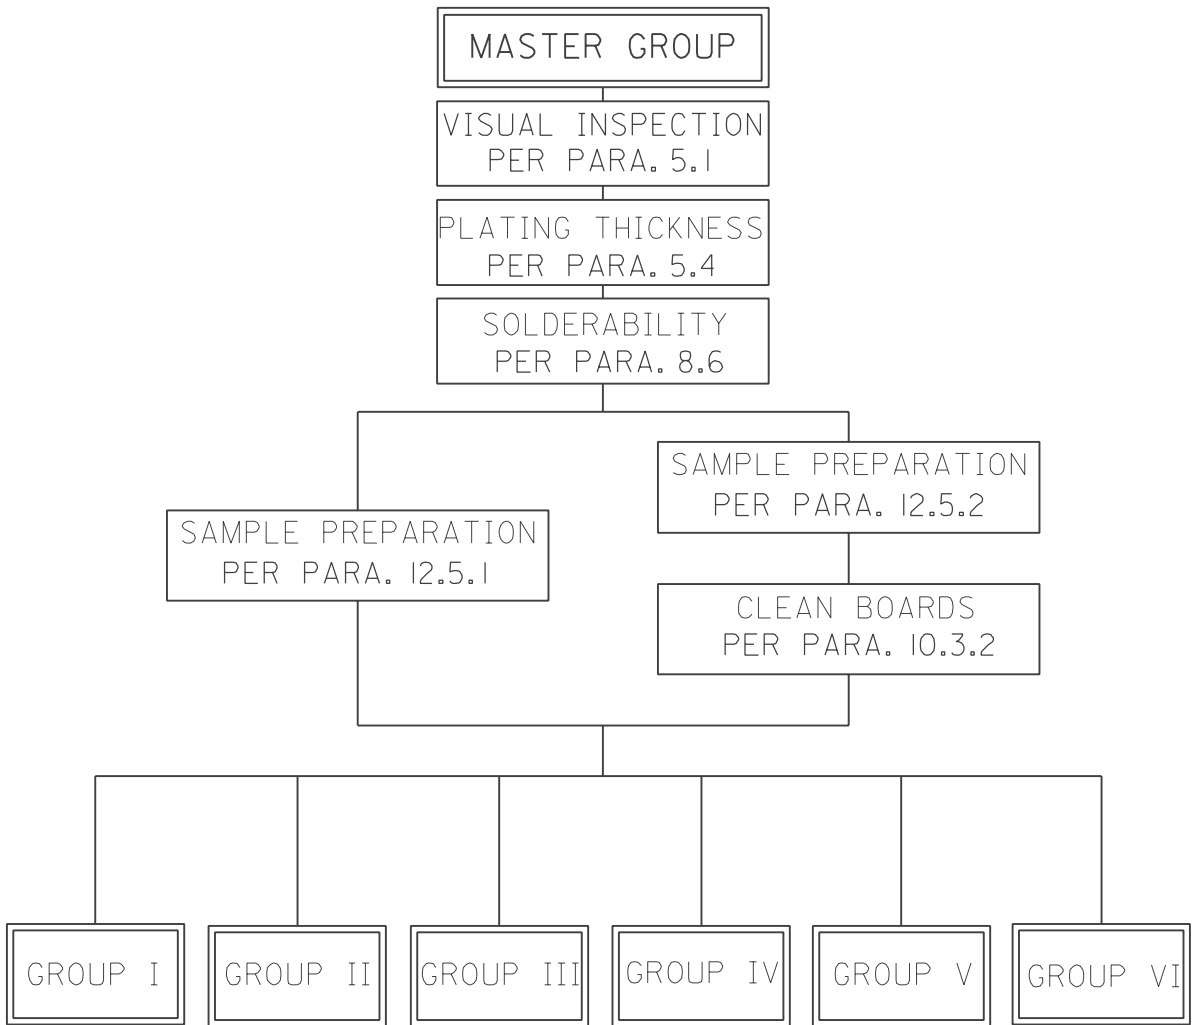 MASTER GROUP
VISUAL INSPECTION
PER PARA. 5.1
PLATING THICKNESS
PER PARA. 5.4
SOLDERABILITY
PER PARA. 8.6
SAMPLE PREPARATION
PER PARA. 12.5.2
SAMPLE PREPARATION
PER PARA. 12.5.1
CLEAN BOARDS
PER PARA. 10.3.2
GROUP I
GROUP II
GROUP III
GROUP IV
GROUP V
GROUP VI